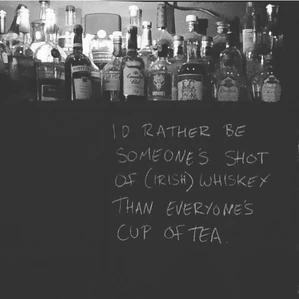 I'D RATHER BE
SOMEONE'S SHOT
OF (IRISH) WHISKEY
THAN EVERYONE'S
CUP OF TEA.